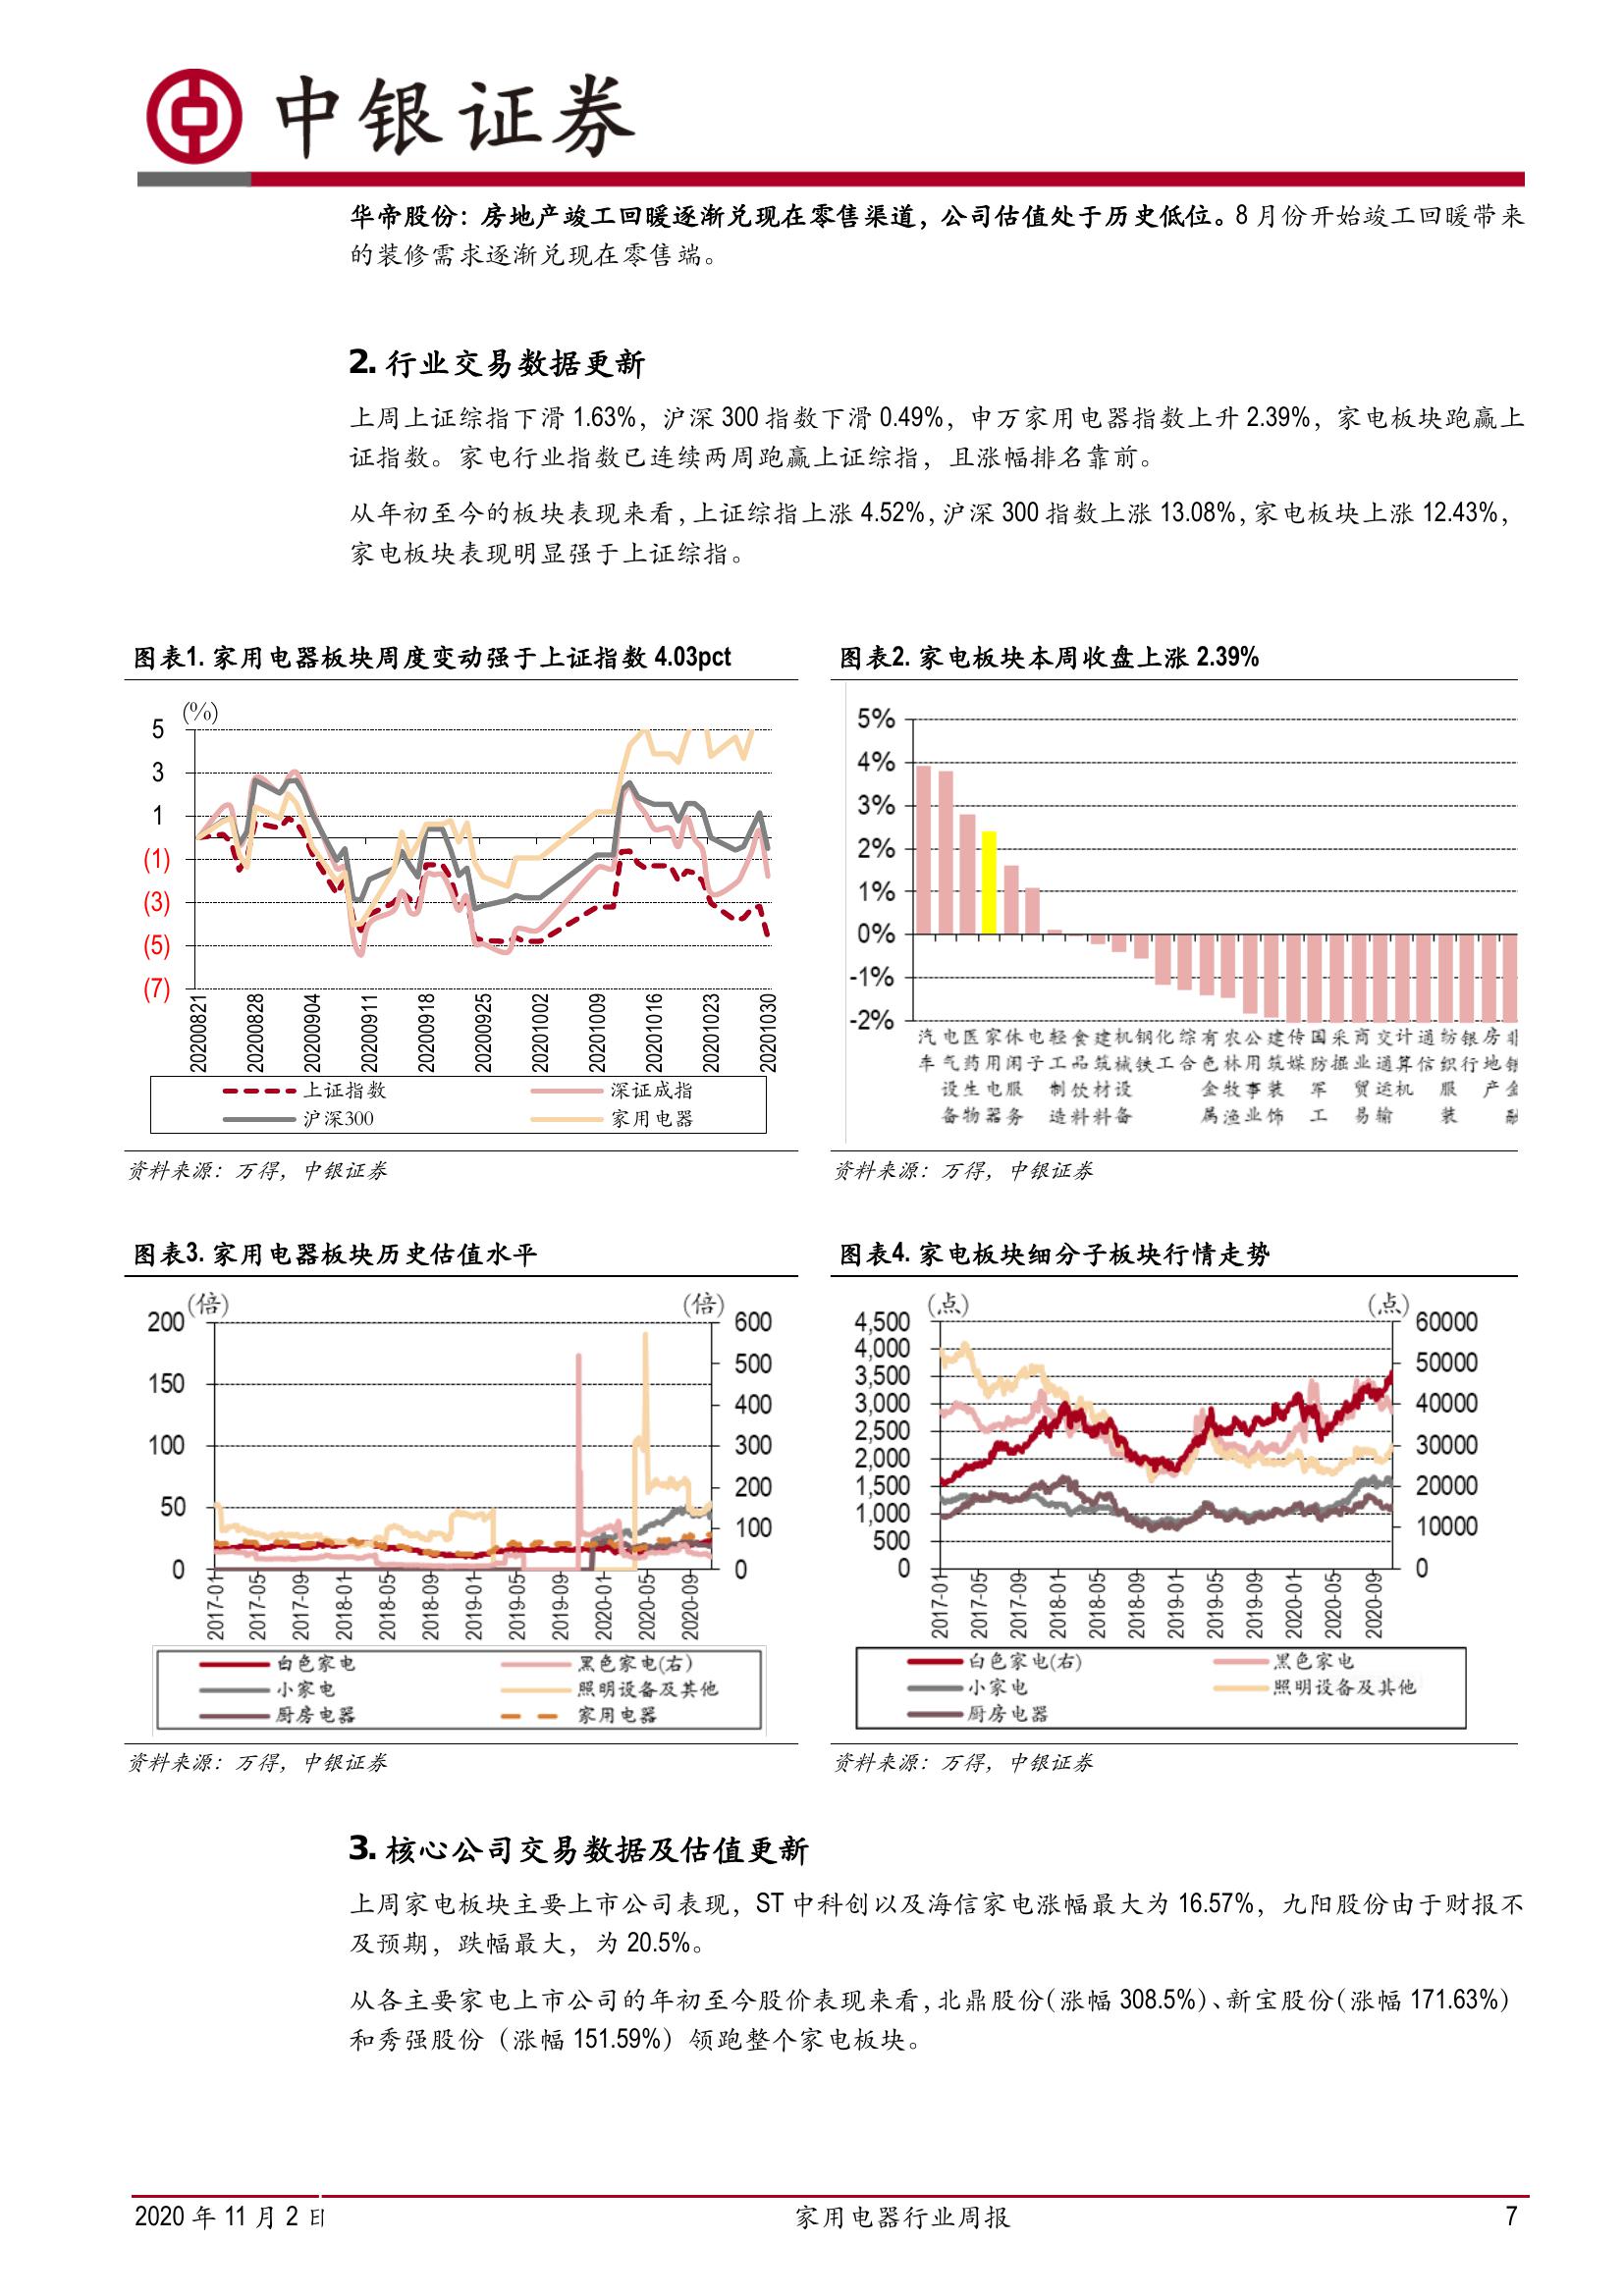 中银证券
华帝股份：房地产竣工回暖逐渐兑现在零售渠道，公司估值处于历史低位。8 月份开始竣工回暖带来
的装修需求逐渐兑现在零售端。
2. 行业交易数据更新
上周上证综指下滑 1.63%，沪深 300 指数下滑 0.49%，申万家用电器指数上升 2.39%，家电板块跑赢上
证指数。家电行业指数已连续两周跑赢上证综指，且涨幅排名靠前。
从年初至今的板块表现来看，上证综指上涨 4.52%，沪深 300 指数上涨 13.08%，家电板块上涨 12.43%，
家电板块表现明显强于上证综指。
图表1. 家用电器板块周度变动强于上证指数 4.03pct
(%)
5
3
1
(1)
(3)
(5)
(7)
20200821 20200828 20200904 20200911 20200918 20200925 20201002 20201009 20201016 20201023 20201030
上证指数 深证成指
沪深300 家用电器
资料来源：万得，中银证券
图表2. 家电板块本周收盘上涨 2.39%
5%
4%
3%
2%
1%
0%
-1%
-2%
汽车 电气设备 医药生物 家用电器 休闲服务 电子 轻工制造 食品饮料 建筑材料 机械设备 钢铁 化工 综合 有色金属 农林牧渔 公用事业 建筑装饰 传媒 国防军工 采掘 商业贸易 交通运输 计算机 通信 纺织服装 银行 房地产 非银金融
资料来源：万得，中银证券
图表3. 家用电器板块历史估值水平
(倍) (倍)
200 600
500
150 400
100 300
200
50 100
0 0
2017-01 2017-05 2017-09 2018-01 2018-05 2018-09 2019-01 2019-05 2019-09 2020-01 2020-05 2020-09
白色家电 黑色家电(右)
小家电 照明设备及其他
厨房电器 家用电器
资料来源：万得，中银证券
图表4. 家电板块细分子板块行情走势
(点) (点)
4,500 60000
4,000
3,500 50000
3,000 40000
2,500
2,000 30000
1,500 20000
1,000 10000
500
0 0
2017-01 2017-05 2017-09 2018-01 2018-05 2018-09 2019-01 2019-05 2019-09 2020-01 2020-05 2020-09
白色家电(右) 黑色家电
小家电 照明设备及其他
厨房电器
资料来源：万得，中银证券
3. 核心公司交易数据及估值更新
上周家电板块主要上市公司表现，ST 中科创以及海信家电涨幅最大为 16.57%，九阳股份由于财报不
及预期，跌幅最大，为 20.5%。
从各主要家电上市公司的年初至今股价表现来看，北鼎股份（涨幅 308.5%）、新宝股份（涨幅 171.63%）
和秀强股份（涨幅 151.59%）领跑整个家电板块。
2020 年 11 月 2 日 家用电器行业周报 7